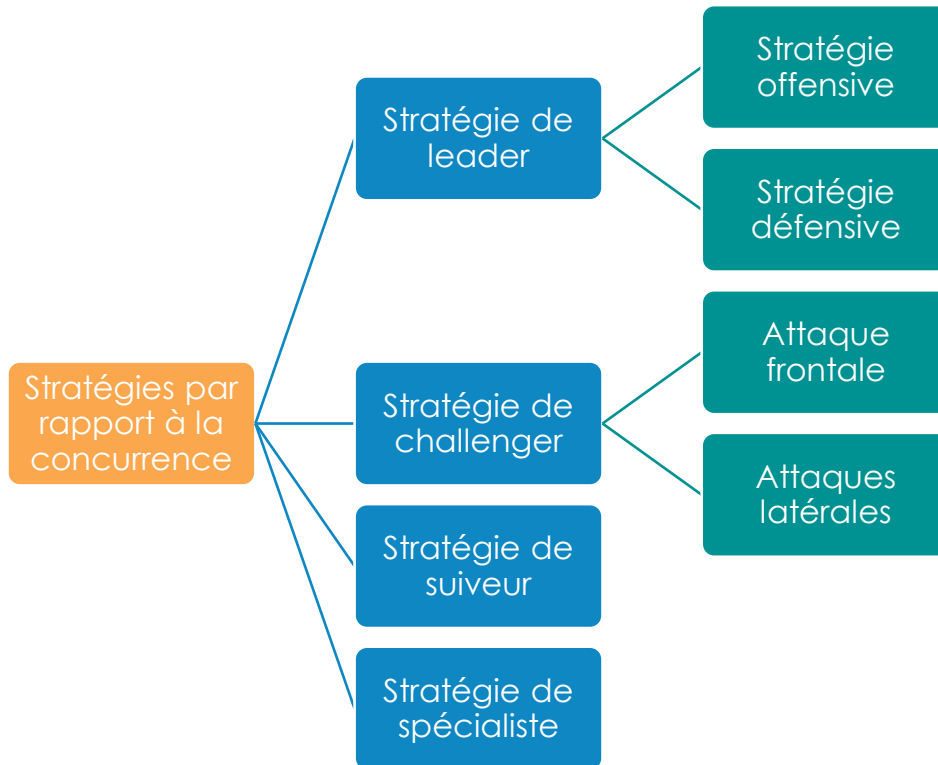 Stratégies par
rapport à la
concurrence
Stratégie de
leader
Stratégie
offensive
Stratégie
défensive
Stratégie de
challenger
Attaque
frontale
Attaques
latérales
Stratégie de
suiveur
Stratégie de
spécialiste